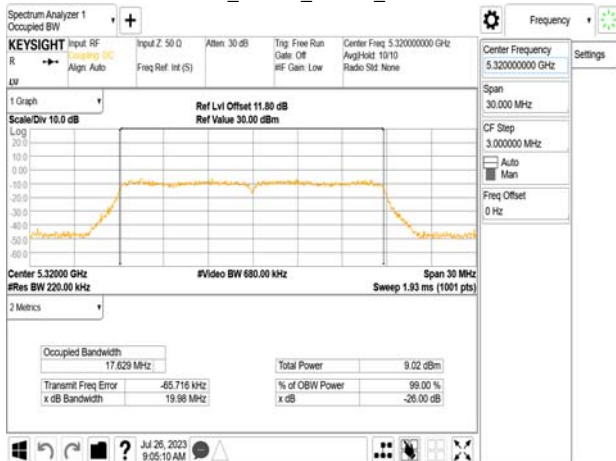 Spectrum Analyzer 1
Occupied BW
+
Frequency
KEYSIGHT Input: RF Input Z: 50 Ω Atten: 30 dB Trig: Free Run Center Freq: 5.320000000 GHz
R Coupling: DC Gate: Off Avg|Hold: 10/10
Align: Auto Freq Ref: Int (S) #IF Gain: Low Radio Std: None
LVI
Center Frequency
5.320000000 GHz
Settings
Span
30.000 MHz
CF Step
3.000000 MHz
Auto
Man
Freq Offset
0 Hz
1 Graph
Ref Lvl Offset 11.80 dB
Scale/Div 10.0 dB Ref Value 30.00 dBm
Log
20.0
10.0
0.00
-10.0
-20.0
-30.0
-40.0
-50.0
-60.0
Center 5.32000 GHz #Video BW 680.00 kHz Span 30 MHz
#Res BW 220.00 kHz Sweep 1.93 ms (1001 pts)
2 Metrics
Occupied Bandwidth
17.629 MHz Total Power 9.02 dBm
Transmit Freq Error -65.716 kHz % of OBW Power 99.00 %
x dB Bandwidth 19.98 MHz x dB -26.00 dB
? Jul 26, 2023
9:05:10 AM